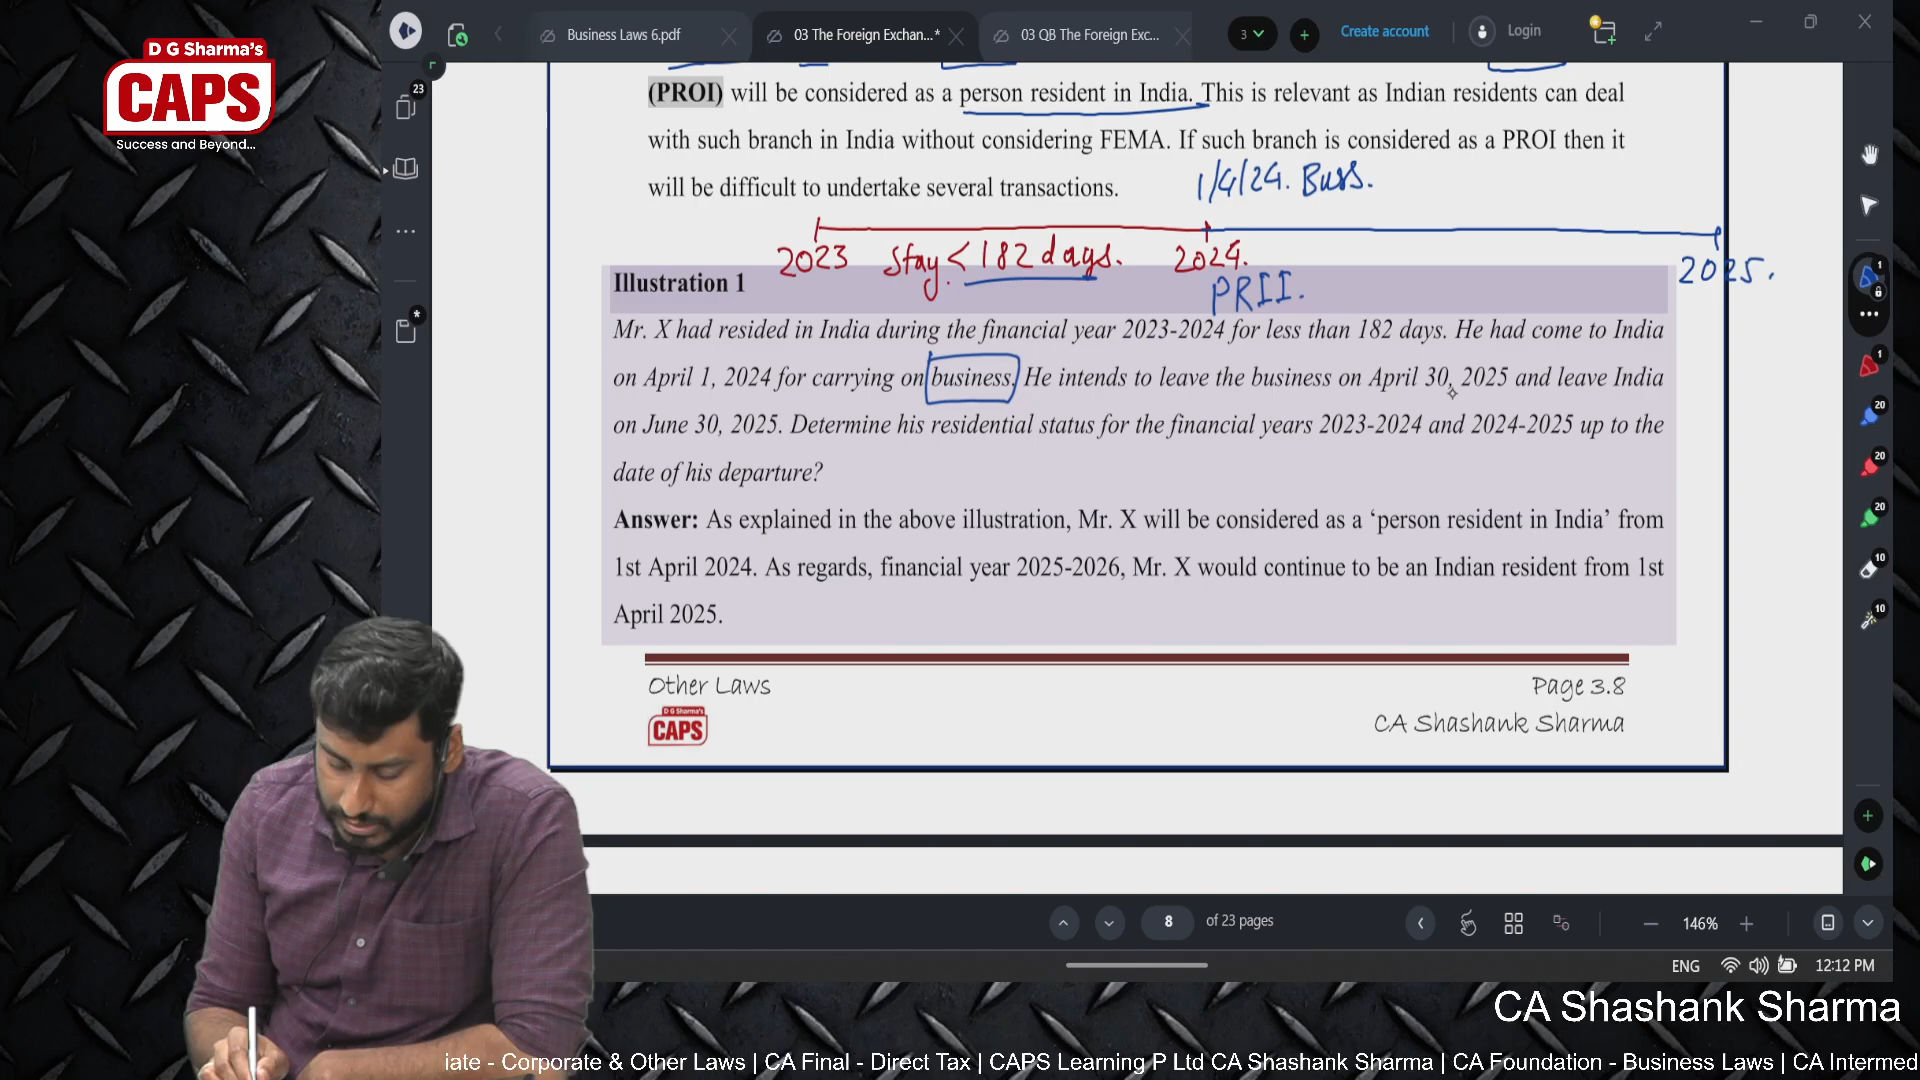 D G Sharma's
CAPS
Success and Beyond...
Business Laws 6.pdf
03 The Foreign Exchan...*
03 QB The Foreign Exc...
3
Create account
Login
23
(PROI) will be considered as a person resident in India. This is relevant as Indian residents can deal
with such branch in India without considering FEMA. If such branch is considered as a PROI then it
will be difficult to undertake several transactions.
1/4/24. Buss.
2023 Stay < 182 days. 2024.
2025.
PRII.
Illustration 1
Mr. X had resided in India during the financial year 2023-2024 for less than 182 days. He had come to India
on April 1, 2024 for carrying on business. He intends to leave the business on April 30, 2025 and leave India
on June 30, 2025. Determine his residential status for the financial years 2023-2024 and 2024-2025 up to the
date of his departure?
Answer: As explained in the above illustration, Mr. X will be considered as a ‘person resident in India’ from
1st April 2024. As regards, financial year 2025-2026, Mr. X would continue to be an Indian resident from 1st
April 2025.
Other Laws
Page 3.8
D G Sharma's
CAPS
CA Shashank Sharma
1
1
20
20
20
10
10
8 of 23 pages
146%
ENG
12:12 PM
CA Shashank Sharma
iate - Corporate & Other Laws | CA Final - Direct Tax | CAPS Learning P Ltd CA Shashank Sharma | CA Foundation - Business Laws | CA Intermed